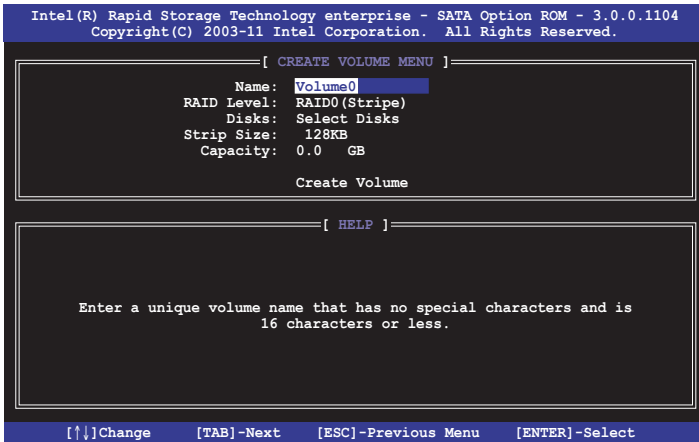 Intel(R) Rapid Storage Technology enterprise - SATA Option ROM - 3.0.0.1104
Copyright(C) 2003-11 Intel Corporation. All Rights Reserved.
[ CREATE VOLUME MENU ]
Name: Volume0
RAID Level: RAID0(Stripe)
Disks: Select Disks
Strip Size: 128KB
Capacity: 0.0 GB
Create Volume
[ HELP ]
Enter a unique volume name that has no special characters and is
16 characters or less.
[↑↓]Change [TAB]-Next [ESC]-Previous Menu [ENTER]-Select